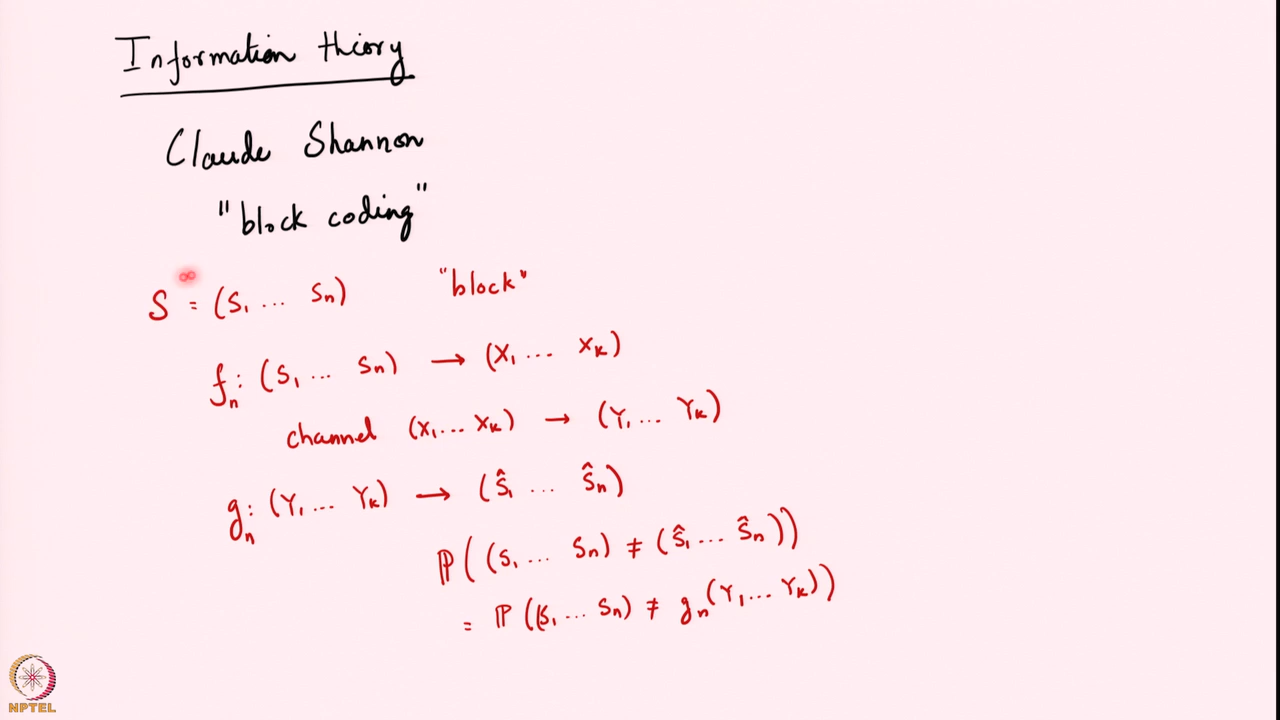 Information theory
Claude Shannon
"block coding"
S^∞ = (S₁ ... Sₙ) "block"
fₙ: (S₁ ... Sₙ) → (X₁ ... Xₖ)
channel (X₁ ... Xₖ) → (Y₁ ... Yₖ)
gₙ: (Y₁ ... Yₖ) → (Ŝ₁ ... Ŝₙ)
ℙ((S₁ ... Sₙ) ≠ (Ŝ₁ ... Ŝₙ))
= ℙ((S₁ ... Sₙ) ≠ gₙ(Y₁ ... Yₖ))
NPTEL